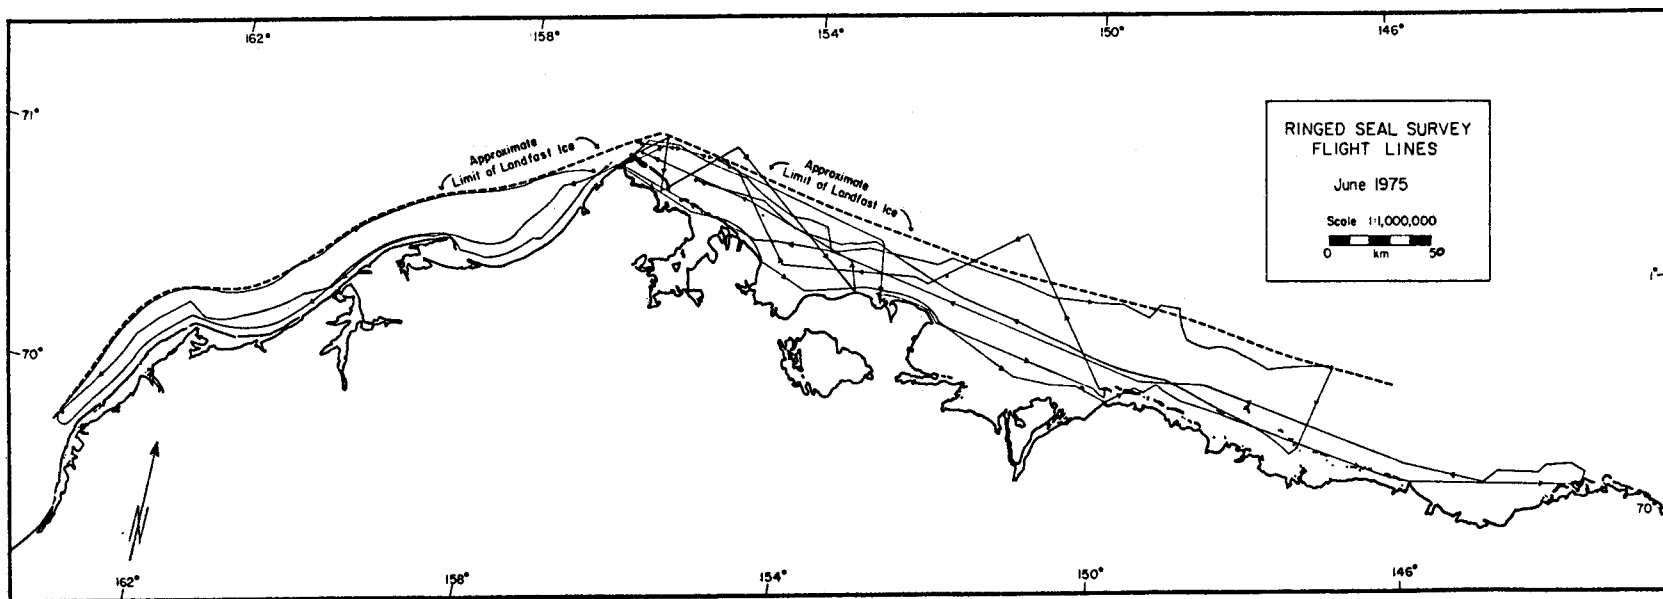 162°
158°
154°
150°
146°
71°
RINGED SEAL SURVEY
FLIGHT LINES
June 1975
Scale 1:1,000,000
0 km 50
Approximate
Limit of Landfast Ice
Approximate
Limit of Landfast Ice
1°
70°
70°
162°
158°
154°
150°
146°